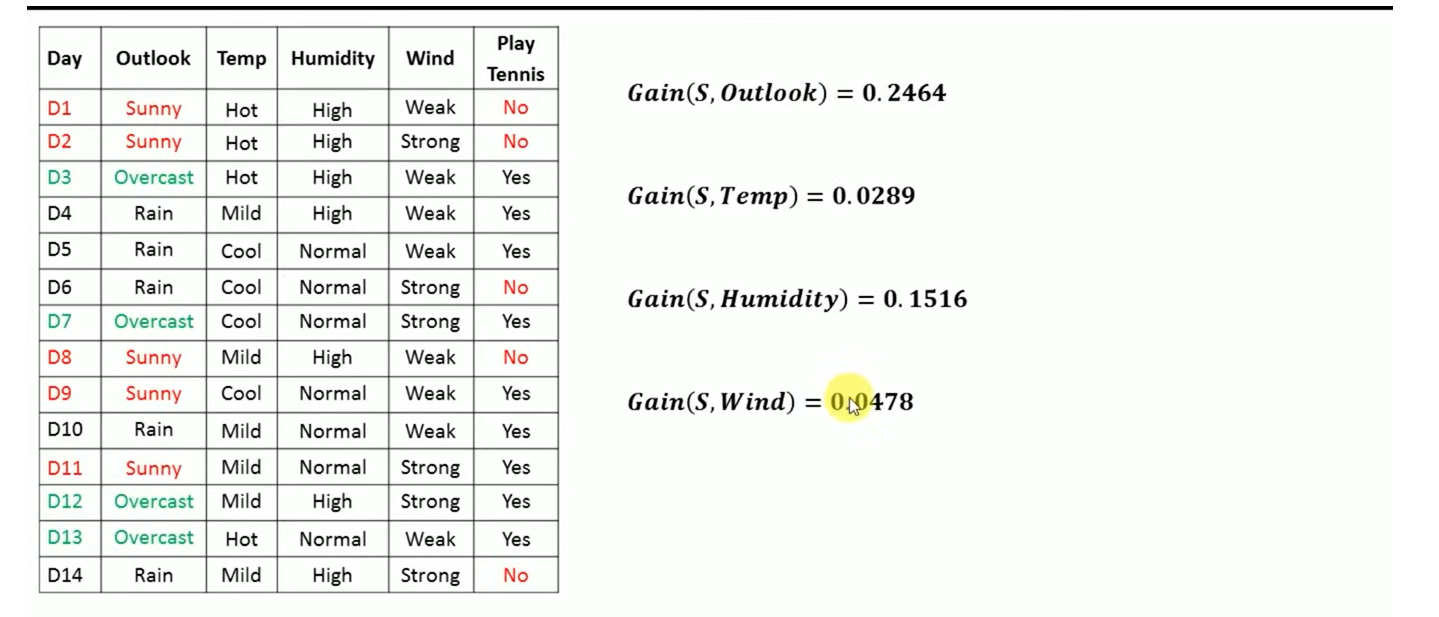 Day Outlook Temp Humidity Wind Play Tennis
D1 Sunny Hot High Weak No
D2 Sunny Hot High Strong No
D3 Overcast Hot High Weak Yes
D4 Rain Mild High Weak Yes
D5 Rain Cool Normal Weak Yes
D6 Rain Cool Normal Strong No
D7 Overcast Cool Normal Strong Yes
D8 Sunny Mild High Weak No
D9 Sunny Cool Normal Weak Yes
D10 Rain Mild Normal Weak Yes
D11 Sunny Mild Normal Strong Yes
D12 Overcast Mild High Strong Yes
D13 Overcast Hot Normal Weak Yes
D14 Rain Mild High Strong No
Gain(S, Outlook) = 0.2464
Gain(S, Temp) = 0.0289
Gain(S, Humidity) = 0.1516
Gain(S, Wind) = 0.0478